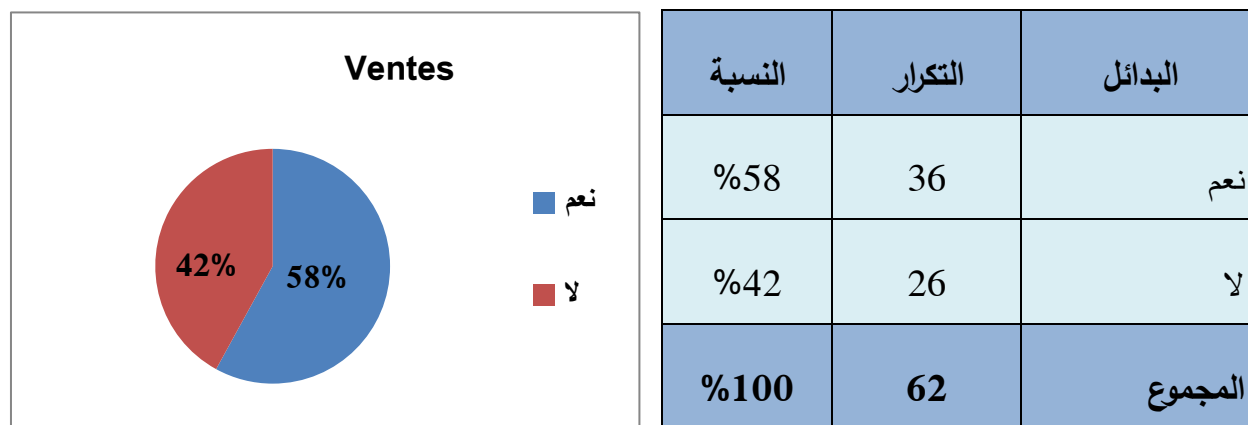 Ventes
42%
58%
نعم
لا
البدائل التكرار النسبة
نعم 36 %58
لا 26 %42
المجموع 62 %100